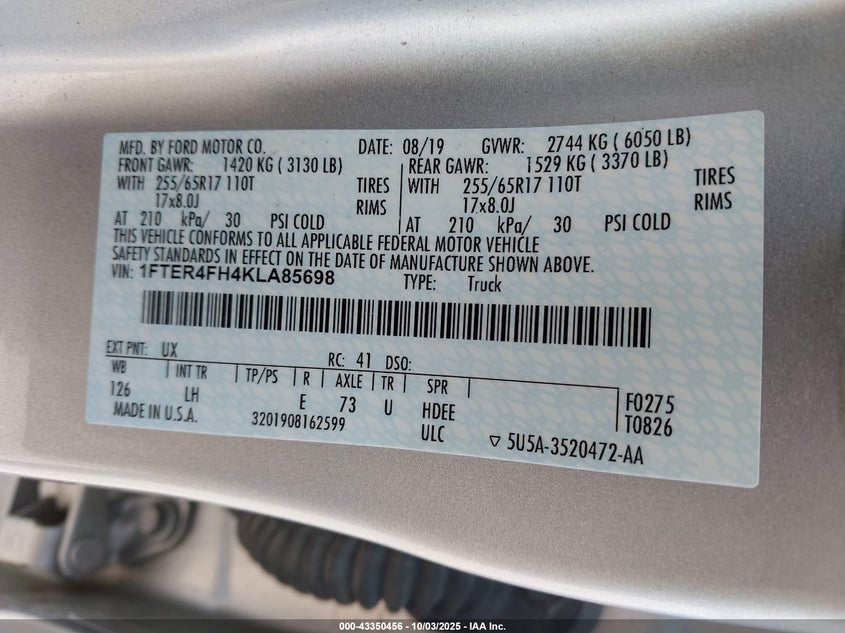 MFD. BY FORD MOTOR CO. DATE: 08/19 GVWR: 2744 KG ( 6050 LB)
FRONT GAWR: 1420 KG ( 3130 LB) REAR GAWR: 1529 KG ( 3370 LB)
WITH 255/65R17 110T TIRES WITH 255/65R17 110T TIRES
17x8.0J RIMS 17x8.0J RIMS
AT 210 kPa/ 30 PSI COLD AT 210 kPa/ 30 PSI COLD
THIS VEHICLE CONFORMS TO ALL APPLICABLE FEDERAL MOTOR VEHICLE
SAFETY STANDARDS IN EFFECT ON THE DATE OF MANUFACTURE SHOWN ABOVE.
VIN: 1FTER4FH4KLA85698 TYPE: Truck
EXT PNT: UX RC: 41 DSO:
WB INT TR TP/PS R AXLE TR SPR
126 LH E 73 U HDEE F0275
MADE IN U.S.A. 3201908162599 ULC T0826
▽ 5U5A-3520472-AA
000-43350456 - 10/03/2025 - IAA Inc.